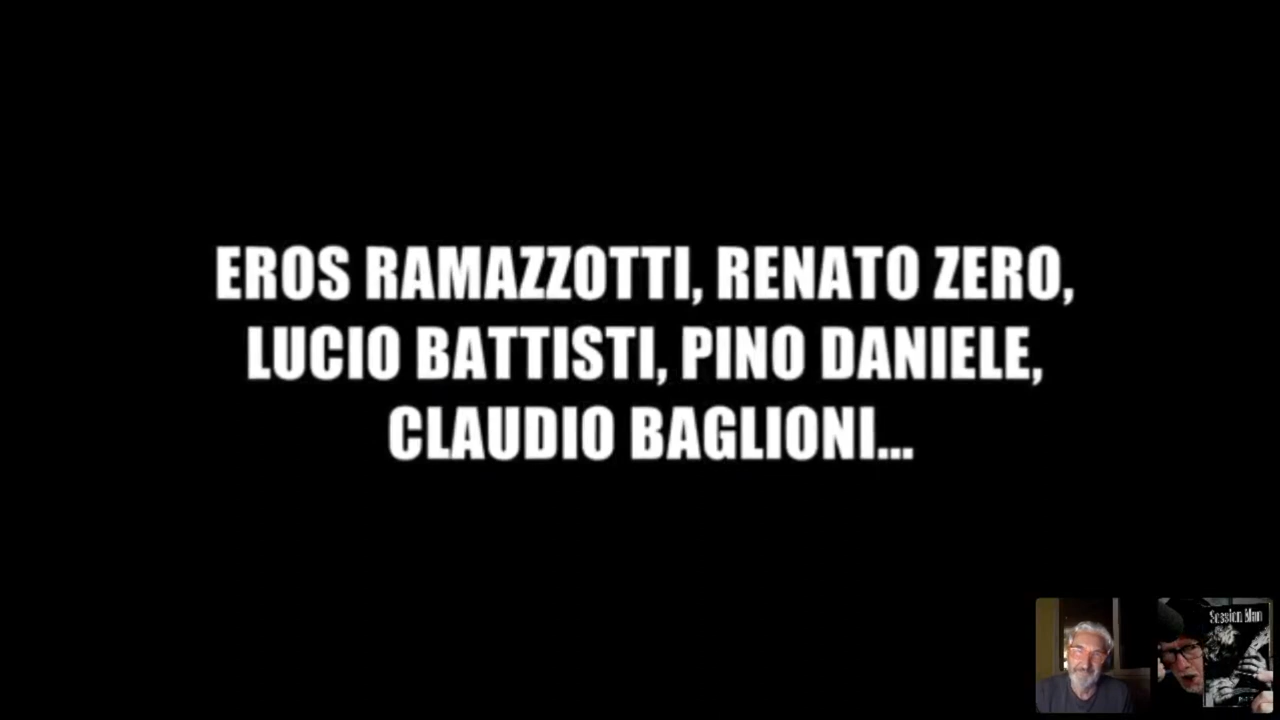 EROS RAMAZZOTTI, RENATO ZERO,
LUCIO BATTISTI, PINO DANIELE,
CLAUDIO BAGLIONI...
Session Man